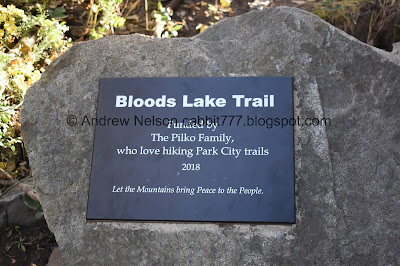 Bloods Lake Trail
© Andrew Nelson-rabbit777.blogspot.com
Funded by
The Pilko Family,
who love hiking Park City trails
2018
Let the Mountains bring Peace to the People.